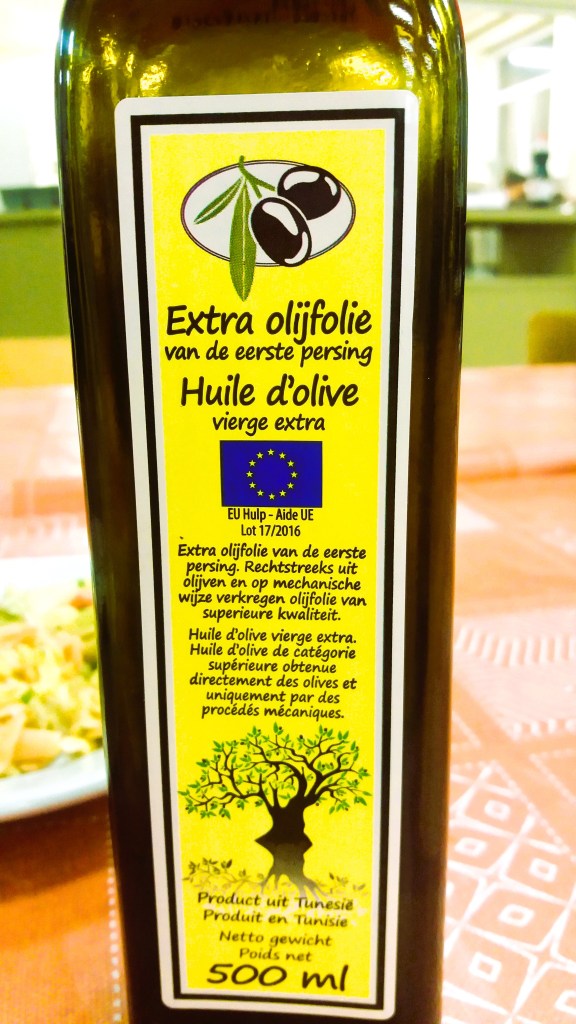 Extra olijfolie
van de eerste persing
Huile d'olive
vierge extra
EU Hulp - Aide UE
Lot 17/2016
Extra olijfolie van de eerste
persing. Rechtstreeks uit
olijven en op mechanische
wijze verkregen olijfolie van
superieure kwaliteit.
Huile d'olive vierge extra.
Huile d'olive de catégorie
supérieure obtenue
directement des olives et
uniquement par des
procédés mécaniques.
Product uit Tunesië
Produit en Tunisie
Netto gewicht
Poids net
500 ml